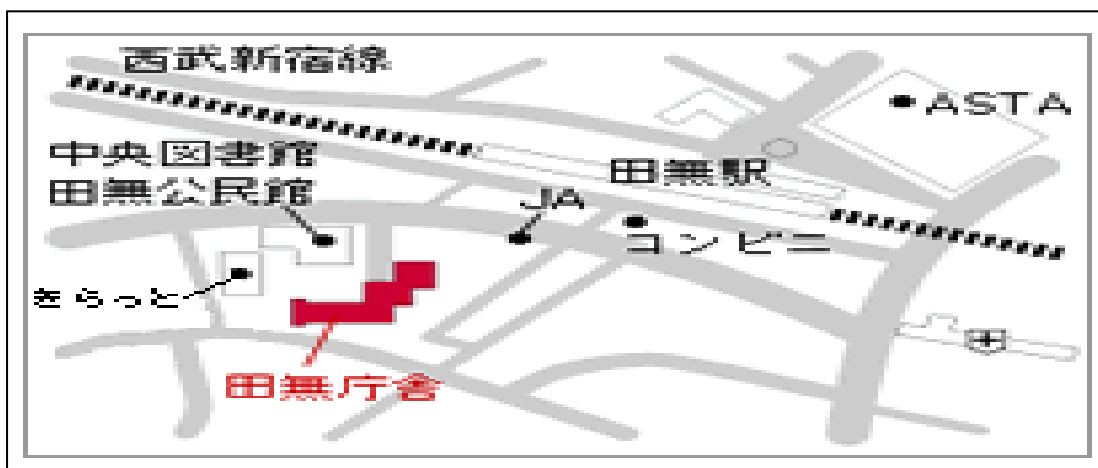 西武新宿線
ASTA
中央図書館
田無公民館
田無駅
JA
コンビニ
きらっと
田無庁舎